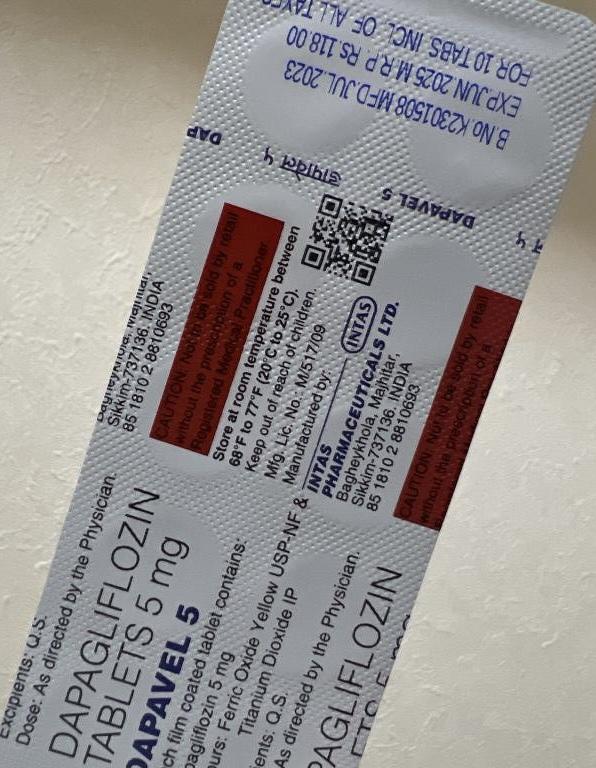 FOR 10 TABS INCL. OF ALL TAXES
EXP.JUN 2025 M R P. Rs 118.00
B.No.K2301508 MFD.JUL.2023
DAP
डापावेल ५
DAPAVEL 5
ल ५
Bagheykhola, Majhitar,
Sikkim-737136, INDIA
85 1810 2 8810693
CAUTION: Not to be sold by retail
without the prescription of a
Registered Medical Practitioner.
Store at room temperature between
68°F to 77°F (20°C to 25°C).
Keep out of reach of children.
Mfg. Lic. No.: M/517/09
Manufactured by:
INTAS
INTAS
PHARMACEUTICALS LTD.
Bagheykhola, Majhitar,
Sikkim-737136, INDIA
85 1810 2 8810693
CAUTION: Not to be sold by retail
without the prescription of a
Excipients: Q.S.
Dose: As directed by the Physician.
DAPAGLIFLOZIN
TABLETS 5 mg
DAPAVEL 5
ch film coated tablet contains:
pagliflozin 5 mg
ours: Ferric Oxide Yellow USP-NF &
Titanium Dioxide IP
ients: Q.S.
As directed by the Physician.
PAGLIFLOZIN